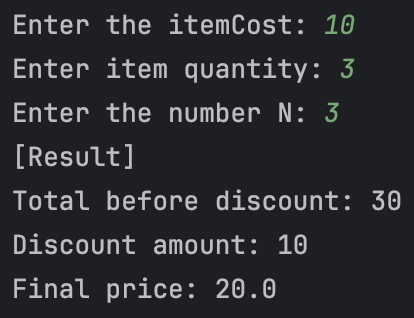 Enter the itemCost: 10
Enter item quantity: 3
Enter the number N: 3
[Result]
Total before discount: 30
Discount amount: 10
Final price: 20.0